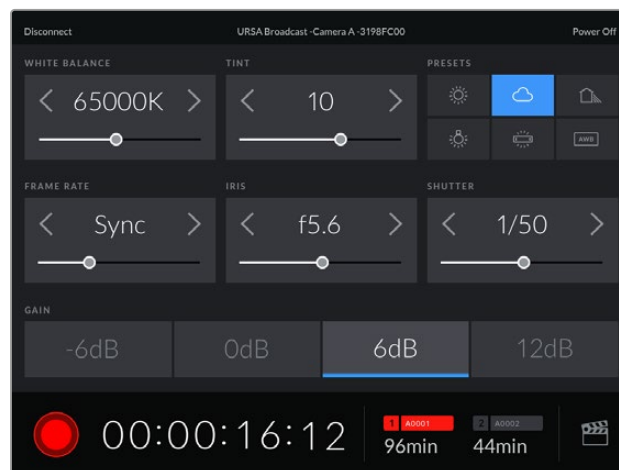 Disconnect URSA Broadcast -Camera A -3198FC00 Power Off
WHITE BALANCE TINT PRESETS
65000K 10
AWB
FRAME RATE IRIS SHUTTER
Sync f5.6 1/50
GAIN
-6dB 0dB 6dB 12dB
00:00:16:12
1 A0001 2 A0002
96min 44min